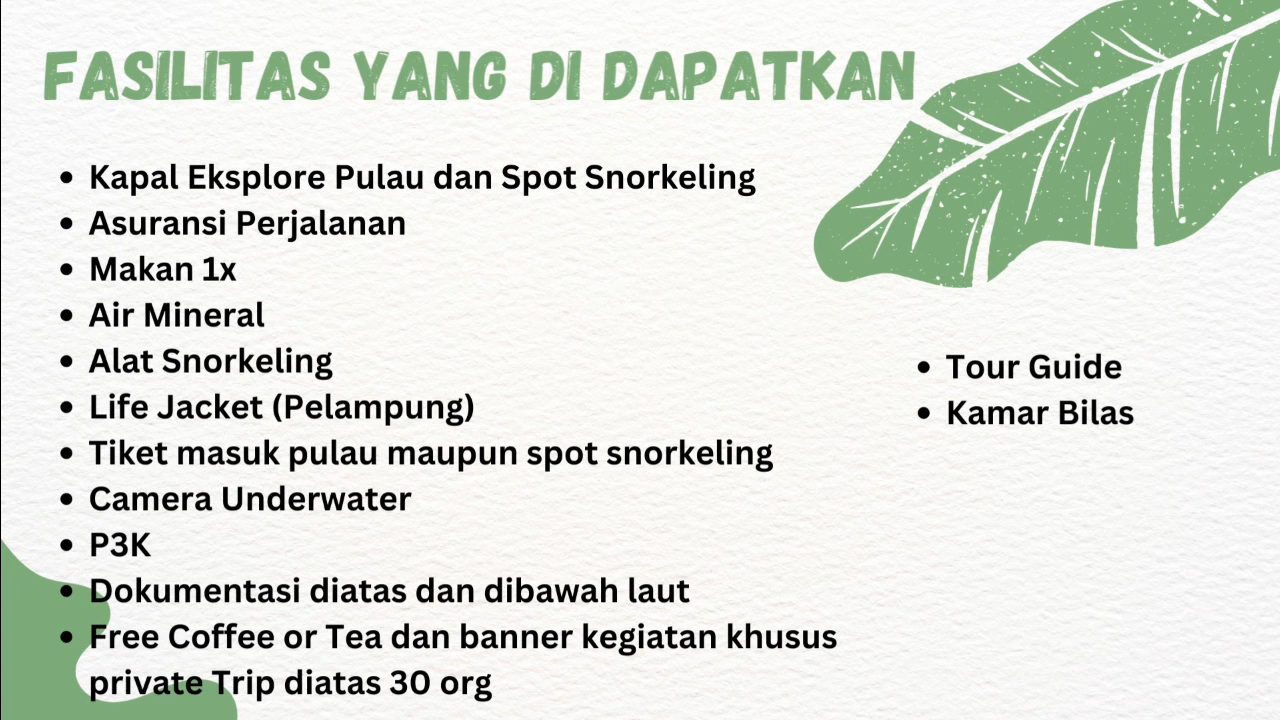 FASILITAS YANG DI DAPATKAN
• Kapal Eksplore Pulau dan Spot Snorkeling
• Asuransi Perjalanan
• Makan 1x
• Air Mineral
• Alat Snorkeling
• Life Jacket (Pelampung)
• Tiket masuk pulau maupun spot snorkeling
• Camera Underwater
• P3K
• Dokumentasi diatas dan dibawah laut
• Free Coffee or Tea dan banner kegiatan khusus
private Trip diatas 30 org
• Tour Guide
• Kamar Bilas